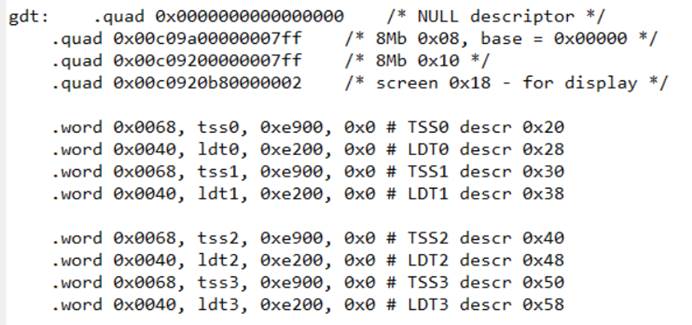 gdt:    .quad 0x0000000000000000    /* NULL descriptor */
    .quad 0x00c09a00000007ff    /* 8Mb 0x08, base = 0x00000 */
    .quad 0x00c09200000007ff    /* 8Mb 0x10 */
    .quad 0x00c0920b80000002    /* screen 0x18 - for display */

    .word 0x0068, tss0, 0xe900, 0x0 # TSS0 descr 0x20
    .word 0x0040, ldt0, 0xe200, 0x0 # LDT0 descr 0x28
    .word 0x0068, tss1, 0xe900, 0x0 # TSS1 descr 0x30
    .word 0x0040, ldt1, 0xe200, 0x0 # LDT1 descr 0x38

    .word 0x0068, tss2, 0xe900, 0x0 # TSS2 descr 0x40
    .word 0x0040, ldt2, 0xe200, 0x0 # LDT2 descr 0x48
    .word 0x0068, tss3, 0xe900, 0x0 # TSS3 descr 0x50
    .word 0x0040, ldt3, 0xe200, 0x0 # LDT3 descr 0x58